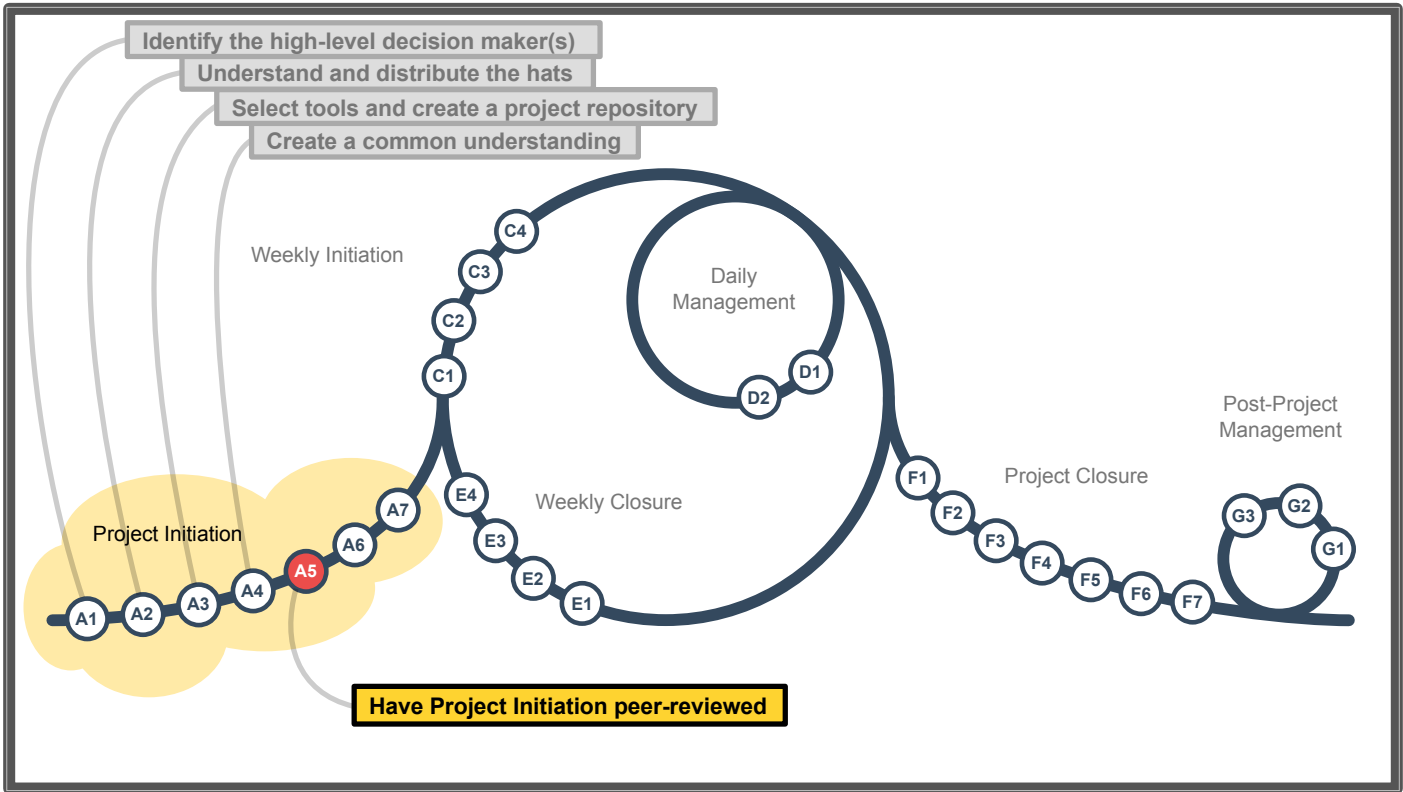 Identify the high-level decision maker(s)
Understand and distribute the hats
Select tools and create a project repository
Create a common understanding
Weekly Initiation
C4
C3
C2
C1
Daily
Management
D1
D2
Post-Project
Management
Project Initiation
A1
A2
A3
A4
A5
A6
A7
Weekly Closure
E4
E3
E2
E1
Project Closure
F1
F2
F3
F4
F5
F6
F7
G3
G2
G1
Have Project Initiation peer-reviewed